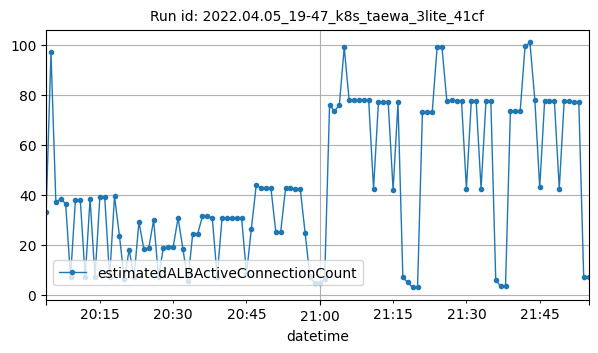 Run id: 2022.04.05_19-47_k8s_taewa_3lite_41cf
100
80
60
40
20
0
estimatedALBActiveConnectionCount
20:15 20:30 20:45 21:00 21:15 21:30 21:45
datetime